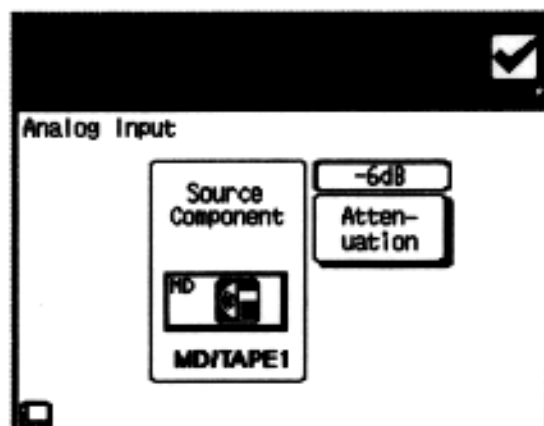 Analog Input
Source
Component
MD
MD/TAPE1
-6dB
Atten-
uation